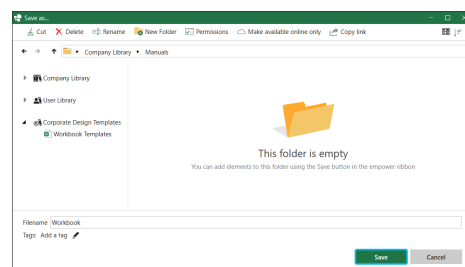 Save as...
Cut Delete Rename New Folder Permissions Make available online only Copy link
Company Library Manuals
Company Library
User Library
Corporate Design Templates
Workbook Templates
This folder is empty
You can add elements to this folder using the Save button in the empower ribbon
Filename Workbook
Tags: Add a tag
Save Cancel